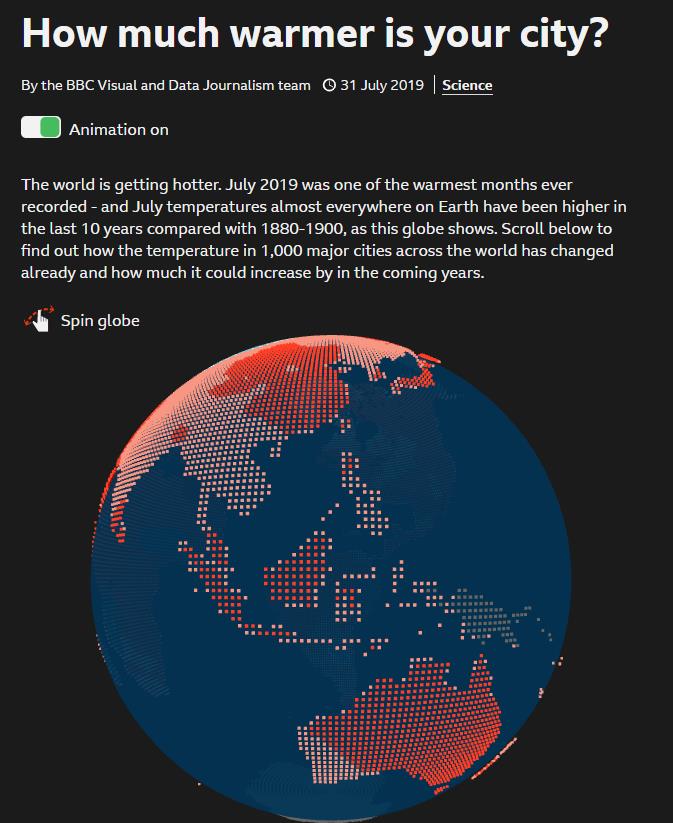 How much warmer is your city?
By the BBC Visual and Data Journalism team 31 July 2019 Science
Animation on
The world is getting hotter. July 2019 was one of the warmest months ever
recorded - and July temperatures almost everywhere on Earth have been higher in
the last 10 years compared with 1880-1900, as this globe shows. Scroll below to
find out how the temperature in 1,000 major cities across the world has changed
already and how much it could increase by in the coming years.
Spin globe